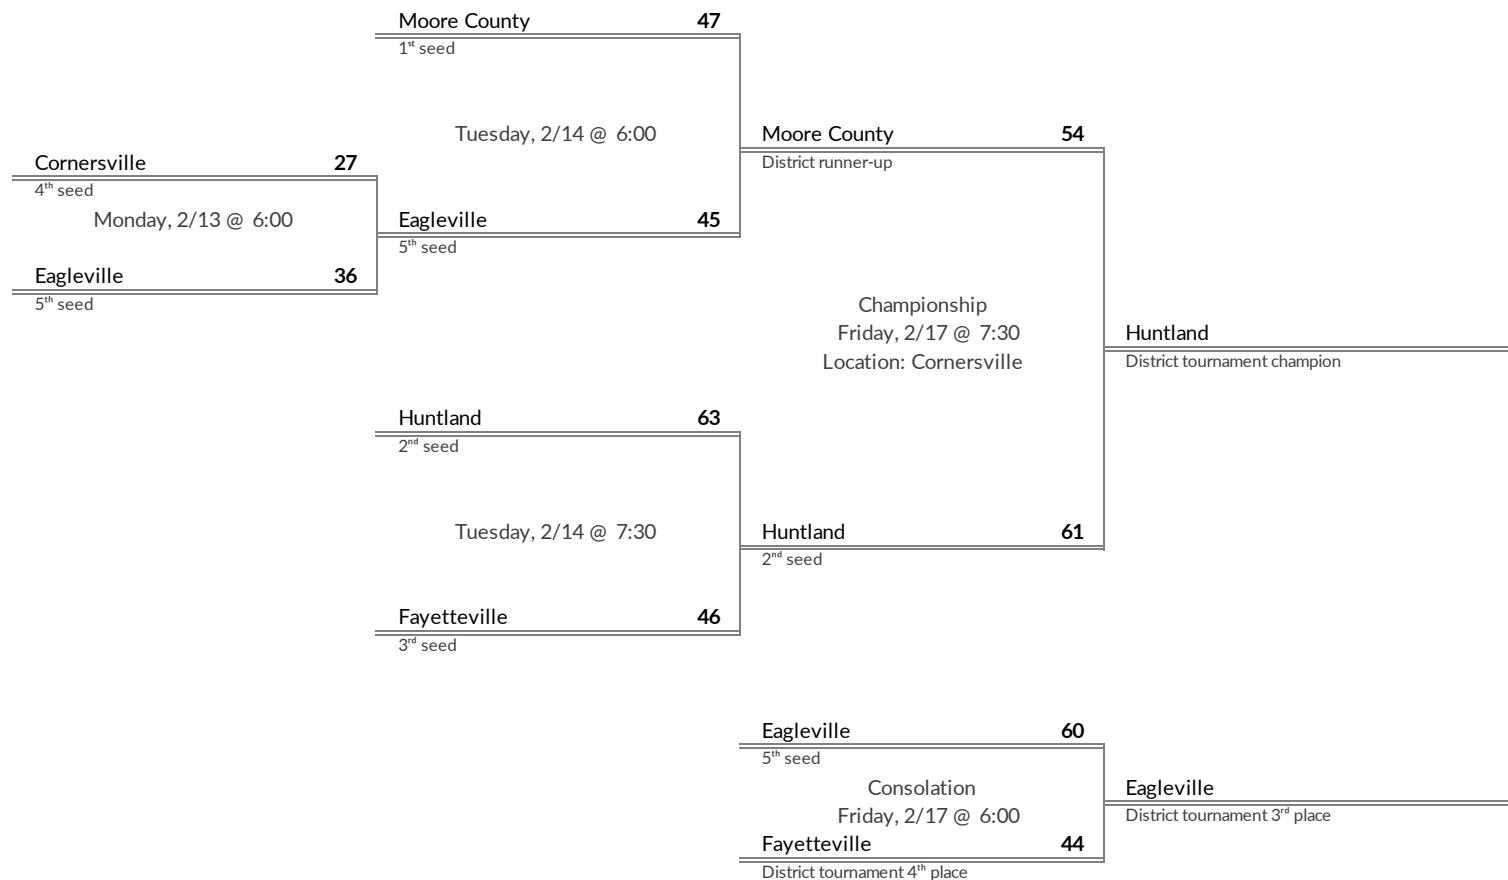 Moore County 47
1st seed
Tuesday, 2/14 @ 6:00
Moore County 54
District runner-up
Cornersville 27
4th seed
Monday, 2/13 @ 6:00
Eagleville 45
5th seed
Eagleville 36
5th seed
Championship
Friday, 2/17 @ 7:30
Location: Cornersville
Huntland
District tournament champion
Huntland 63
2nd seed
Tuesday, 2/14 @ 7:30
Huntland 61
2nd seed
Fayetteville 46
3rd seed
Eagleville 60
5th seed
Consolation
Friday, 2/17 @ 6:00
Eagleville
District tournament 3rd place
Fayetteville 44
District tournament 4th place